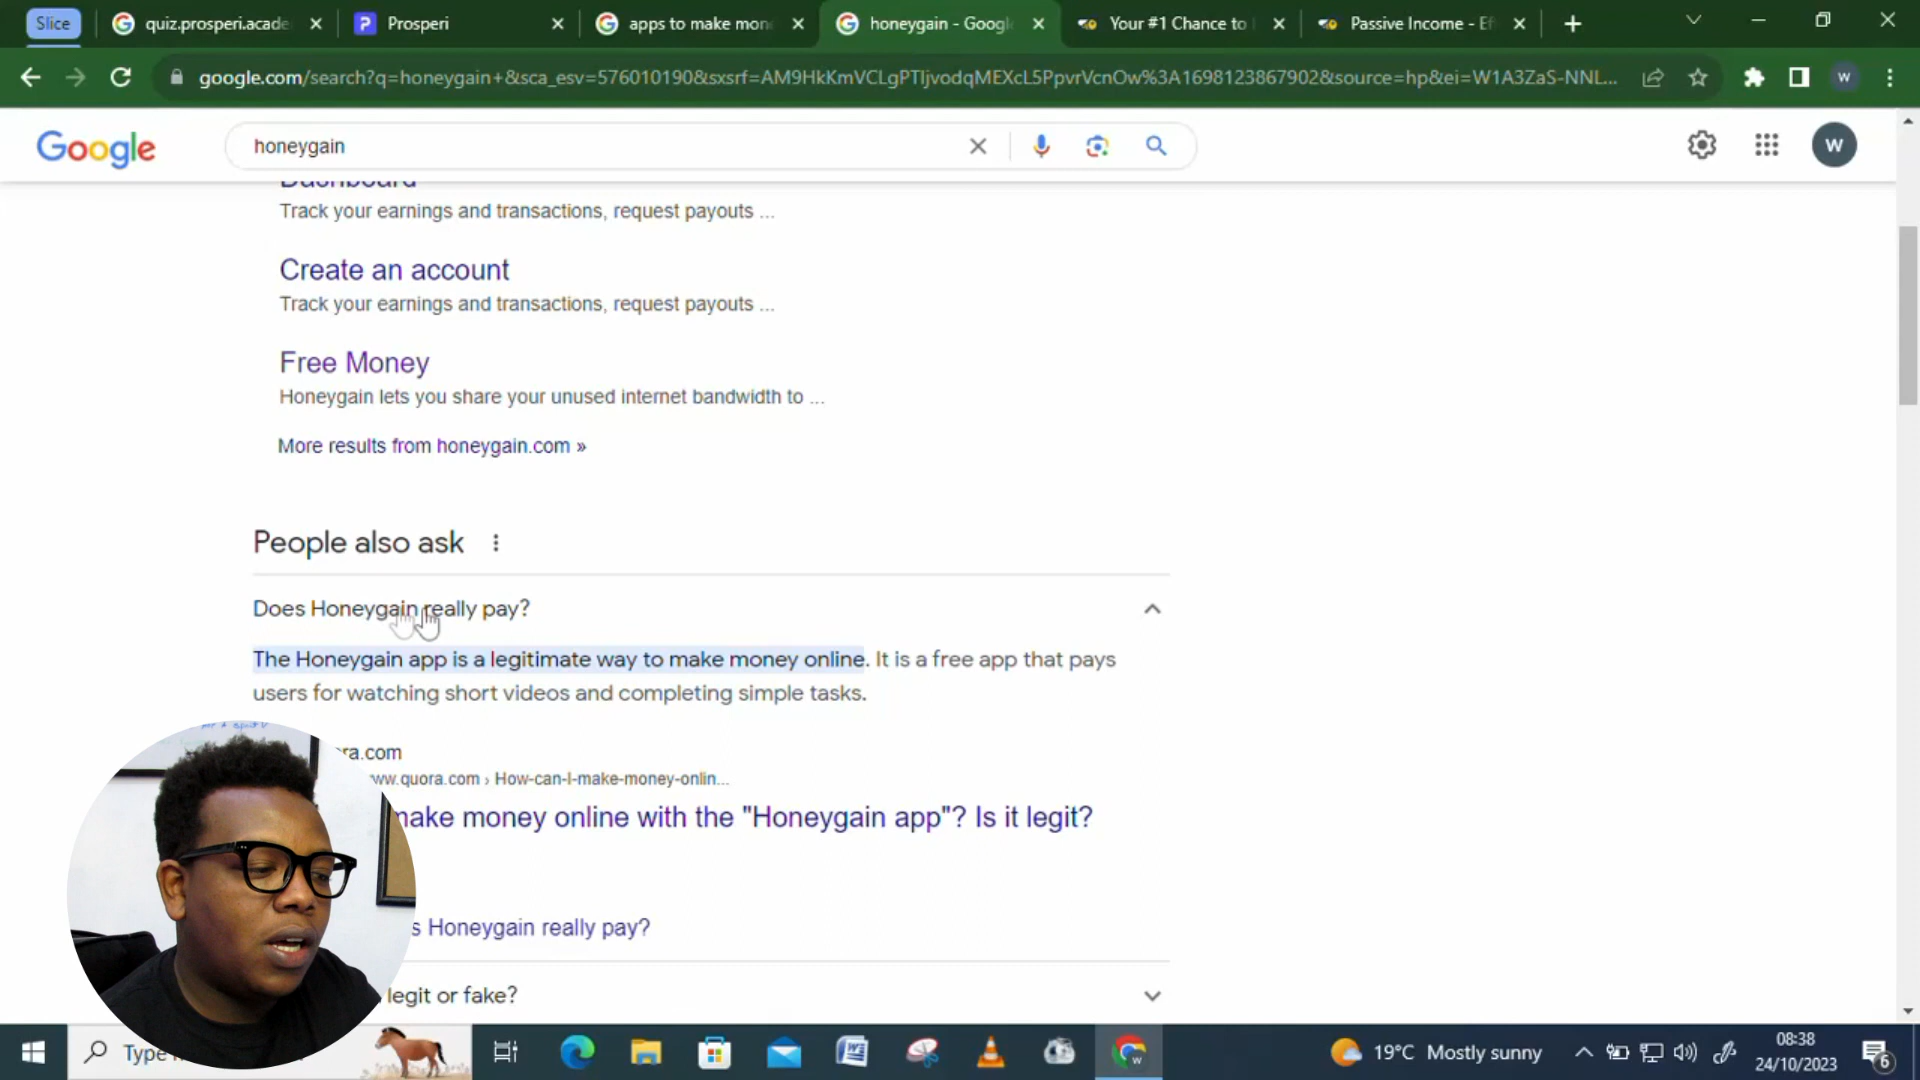 Slice
quiz.prosperi.acade
Prosperi
apps to make mon
honeygain - Googl
Your #1 Chance to
Passive Income - Ef
google.com/search?q=honeygain+&sca_esv=576010190&sxsrf=AM9HkKmVCLgPTIjvodqMEXcL5PpvrVcnOw%3A1698123867902&source=hp&ei=W1A3ZaS-NNL...
W
Google
honeygain
W
Dashboard
Track your earnings and transactions, request payouts ...
Create an account
Track your earnings and transactions, request payouts ...
Free Money
Honeygain lets you share your unused internet bandwidth to ...
More results from honeygain.com »
People also ask
Does Honeygain really pay?
The Honeygain app is a legitimate way to make money online. It is a free app that pays
users for watching short videos and completing simple tasks.
ra.com
www.quora.com › How-can-I-make-money-onlin...
make money online with the "Honeygain app"? Is it legit?
s Honeygain really pay?
legit or fake?
Type
19°C Mostly sunny
08:38
24/10/2023
6